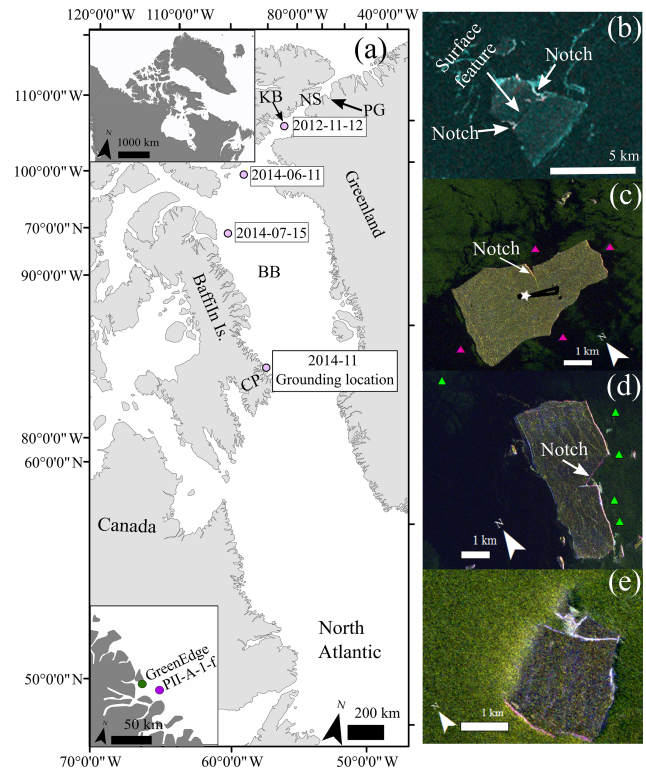 120°0'0"W 110°0'0"W 100°0'0"W 90°0'0"W 80°0'0"W
(a)
1000 km
110°0'0"W
KB
NS
PG
2012-11-12
100°0'0"W
2014-06-11
Greenland
70°0'0"N
2014-07-15
90°0'0"W
BB
BaffiIn Is.
2014-11
Grounding location
CP
80°0'0"W
60°0'0"N
Canada
North
Atlantic
GreenEdge
PII-A-1-f
50°0'0"N
N
50 km
N
200 km
70°0'0"W 60°0'0"W 50°0'0"W
(b)
Surface
feature
Notch
Notch
5 km
(c)
Notch
1 km
N
(d)
Notch
N
1 km
(e)
N
1 km